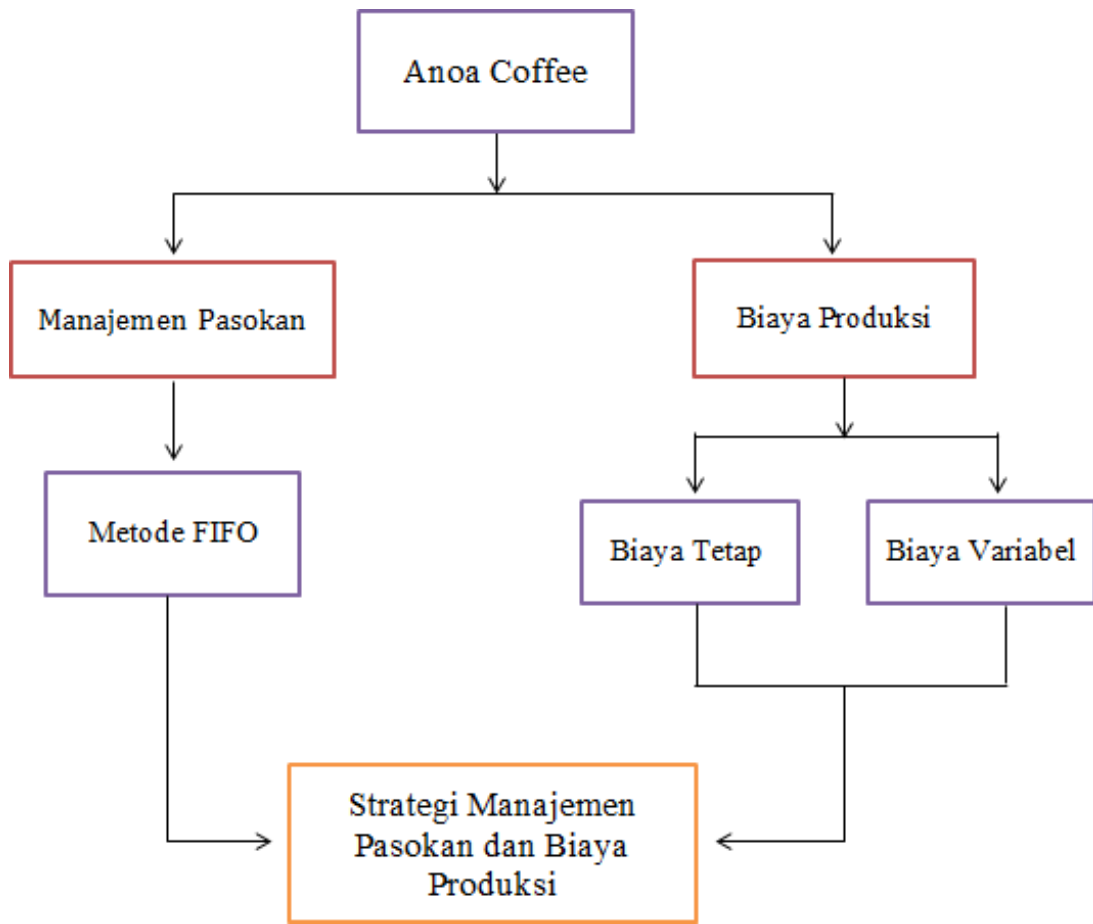 Anoa Coffee
Manajemen Pasokan
Biaya Produksi
Metode FIFO
Biaya Tetap
Biaya Variabel
Strategi Manajemen
Pasokan dan Biaya
Produksi